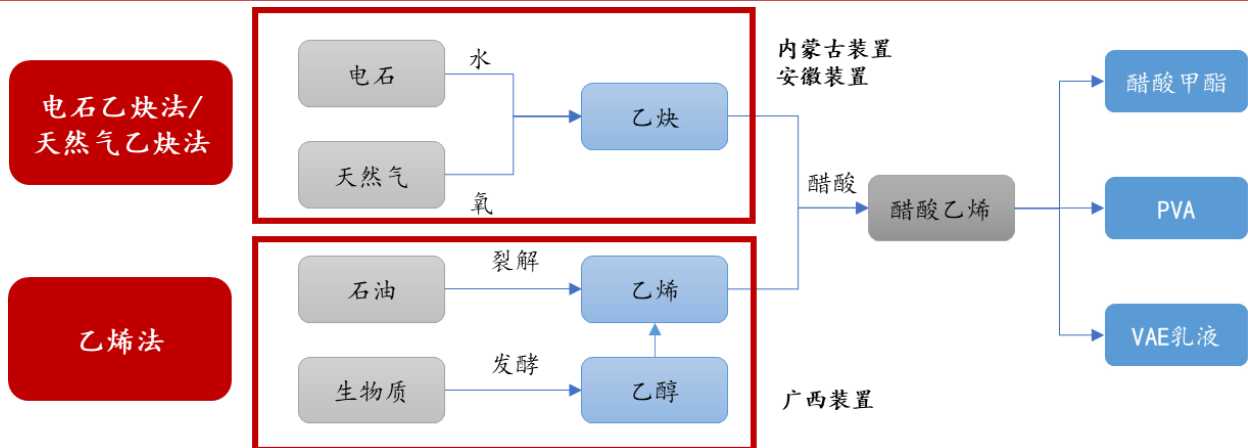 电石乙炔法/
天然气乙炔法
电石
水
天然气
氧
乙炔
内蒙古装置
安徽装置
乙烯法
石油
裂解
乙烯
生物质
发酵
乙醇
广西装置
醋酸
醋酸乙烯
醋酸甲酯
PVA
VAE乳液